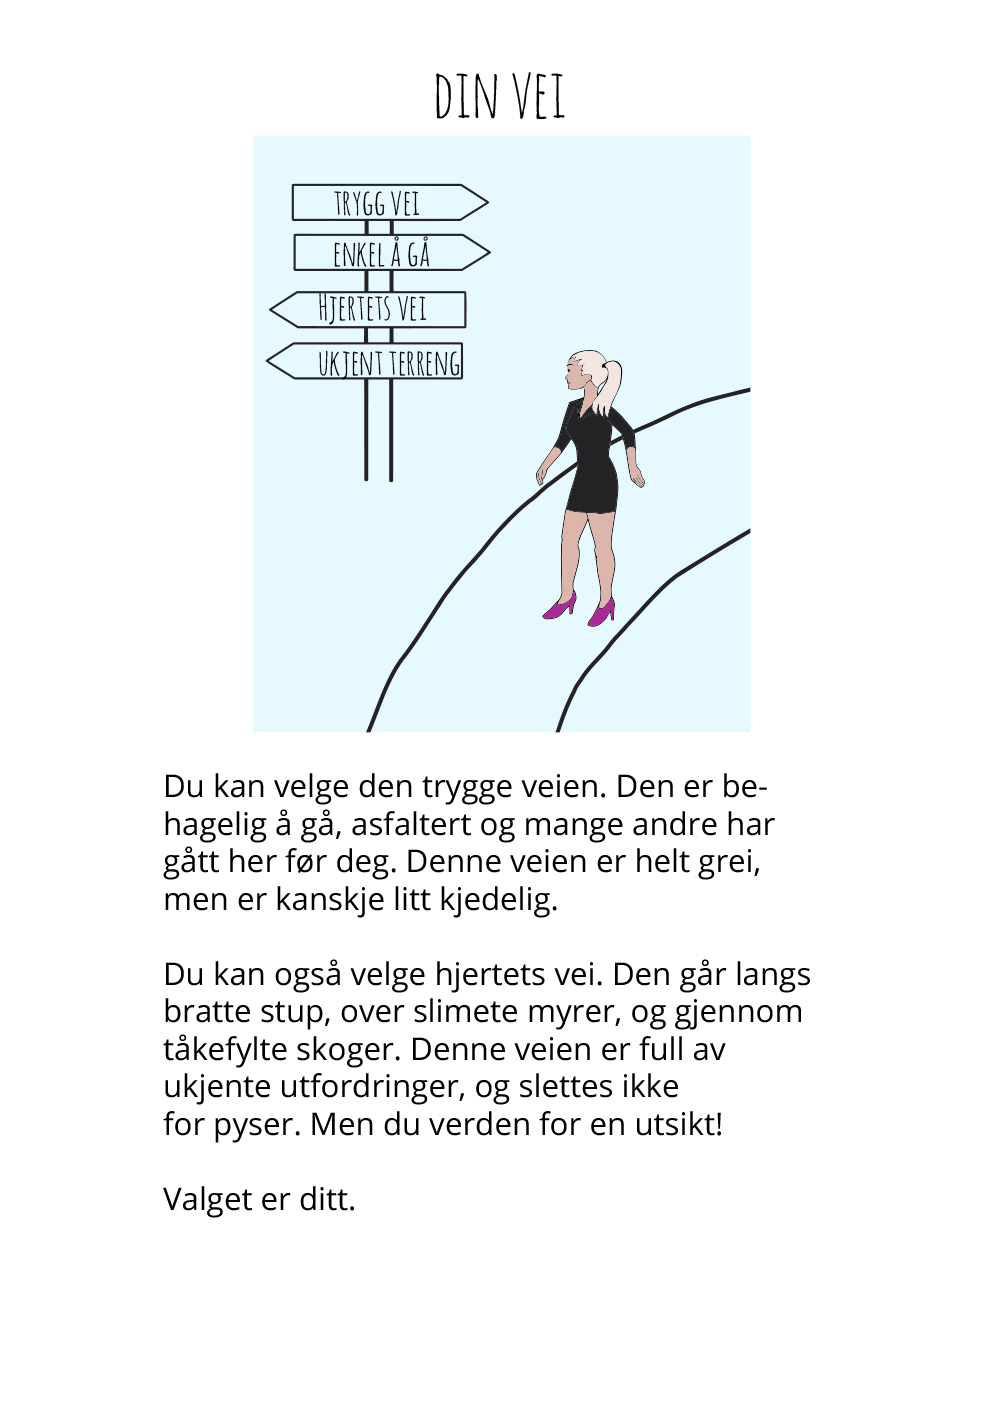 DIN VEI
TRYGG VEI
ENKEL Å GÅ
HJERTETS VEI
UKJENT TERRENG
Du kan velge den trygge veien. Den er be-
hagelig å gå, asfaltert og mange andre har
gått her før deg. Denne veien er helt grei,
men er kanskje litt kjedelig.
Du kan også velge hjertets vei. Den går langs
bratte stup, over slimete myrer, og gjennom
tåkefylte skoger. Denne veien er full av
ukjente utfordringer, og slettes ikke
for pyser. Men du verden for en utsikt!
Valget er ditt.